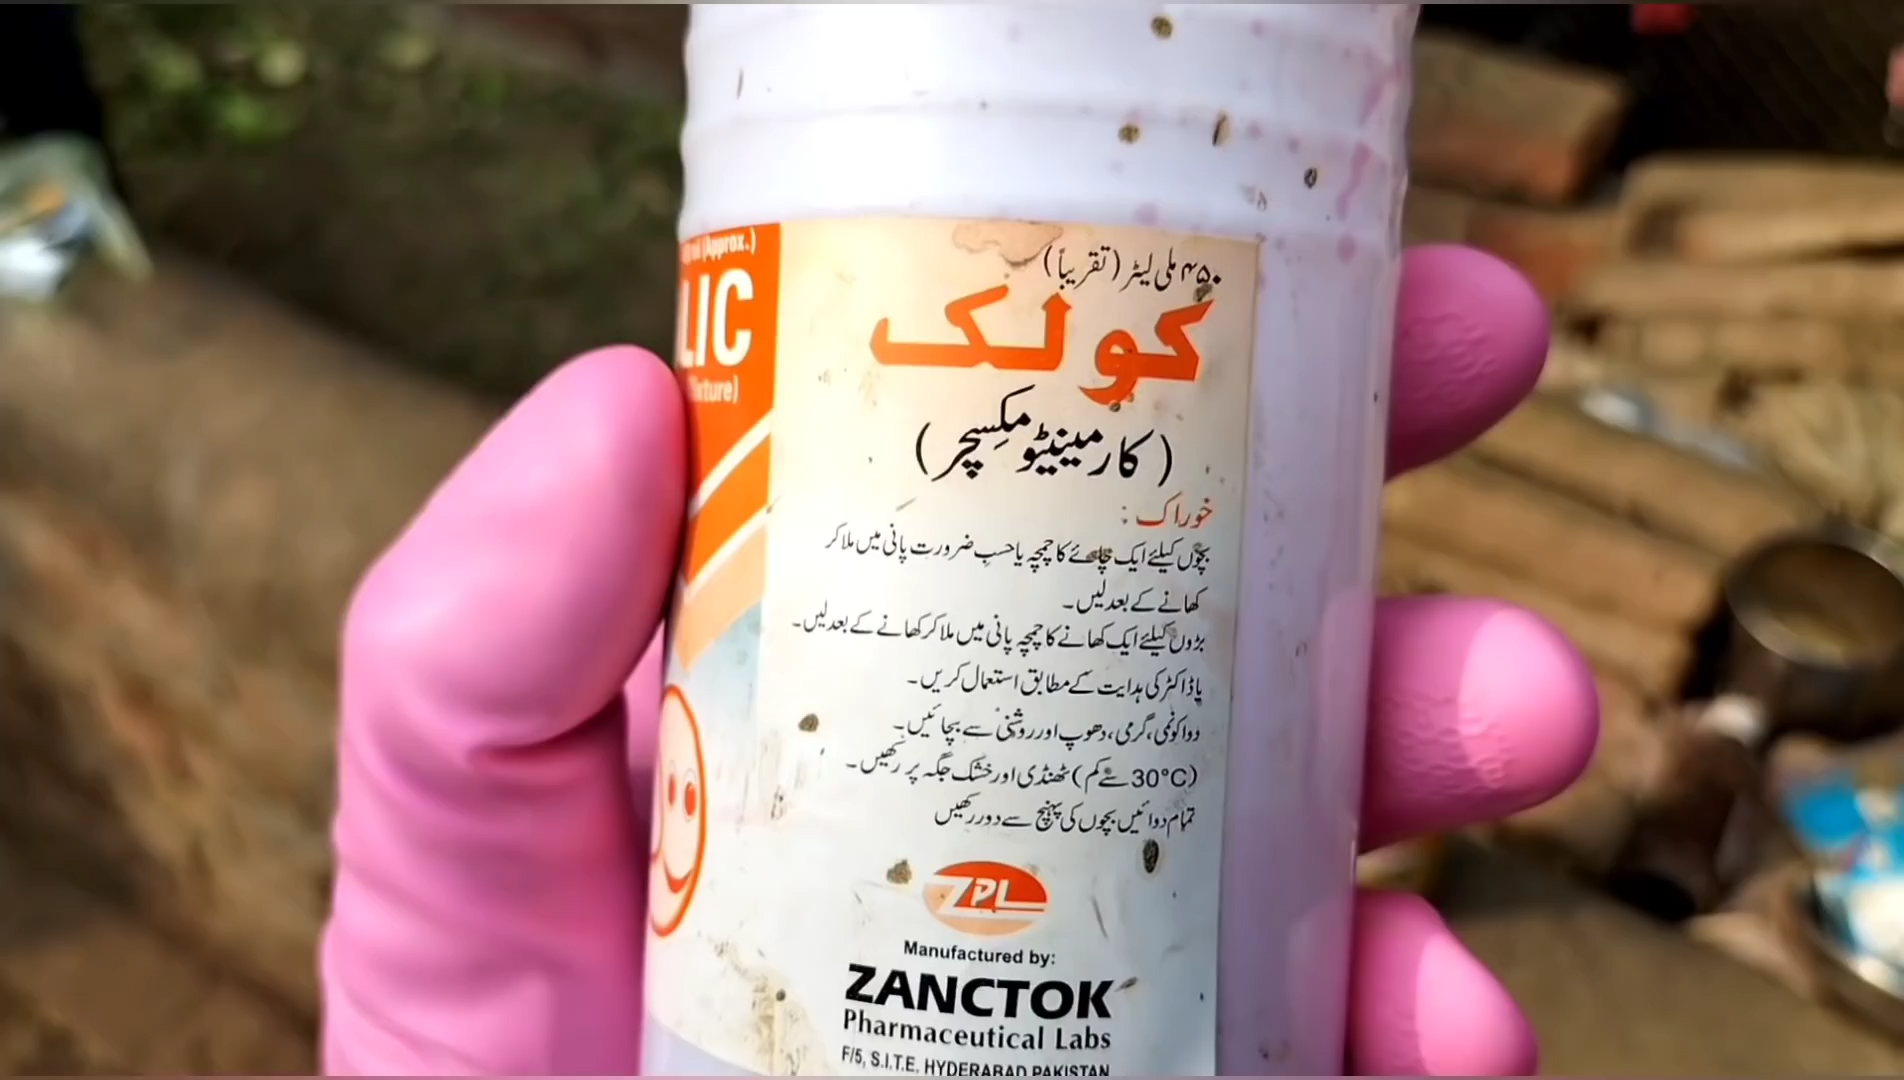 (Approx.)
LIC
۴۵۰ ملی لیٹر (تقریباً)
کولک
(کارمینیٹو مکسچر)
خوراک:
بچوں کیلئے ایک چائے کا چمچہ یا حسبِ ضرورت پانی میں ملا کر
کھانے کے بعد لیں۔
بڑوں کیلئے ایک کھانے کا چمچہ پانی میں ملا کر کھانے کے بعد لیں۔
یا ڈاکٹر کی ہدایت کے مطابق استعمال کریں۔
دوا کو نمی، گرمی، دھوپ اور روشنی سے بچائیں۔
(30°C سے کم) ٹھنڈی اور خشک جگہ پر رکھیں۔
تمام دوائیں بچوں کی پہنچ سے دور رکھیں
ZPL
Manufactured by:
ZANCTOK
Pharmaceutical Labs
F/5, S.I.T.E. HYDERABAD PAKISTAN